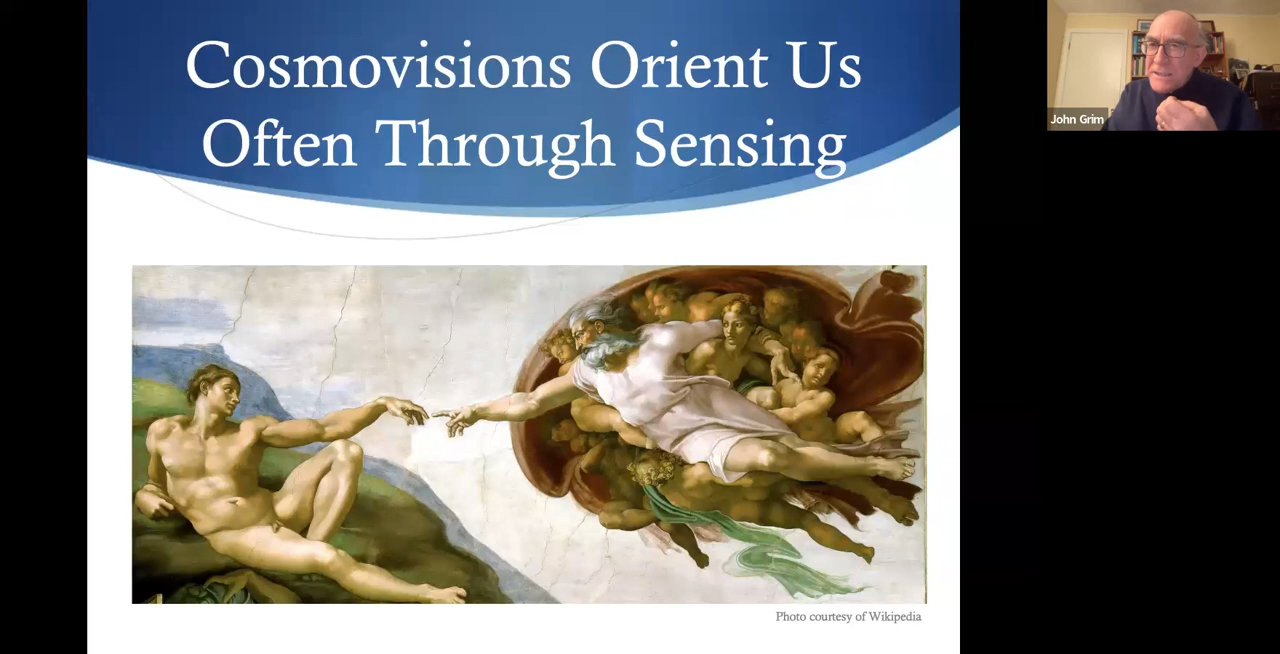 Cosmovisions Orient Us
Often Through Sensing
John Grim
Photo courtesy of Wikipedia